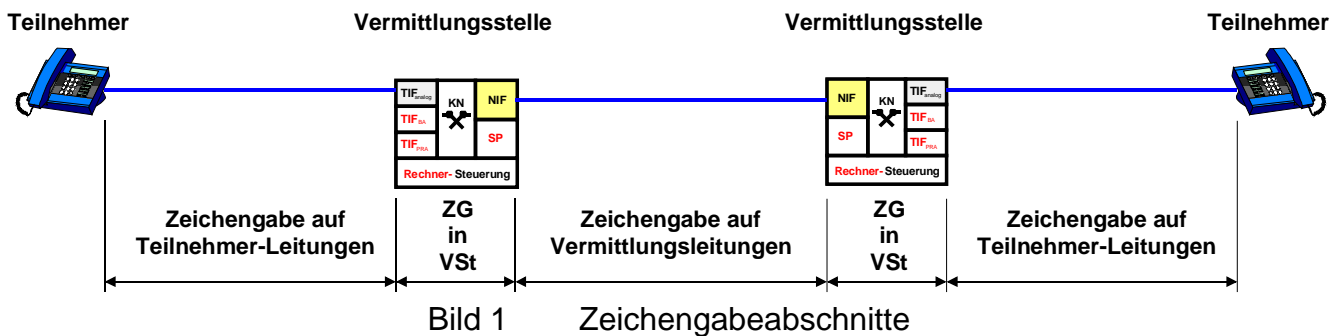 Teilnehmer Vermittlungsstelle Vermittlungsstelle Teilnehmer
TIFanalog KN NIF NIF KN TIFanalog
TIFBA TIFBA
TIFPRA SP SP TIFPRA
Rechner- Steuerung Rechner- Steuerung
Zeichengabe auf ZG Zeichengabe auf ZG Zeichengabe auf
Teilnehmer-Leitungen in Vermittlungsleitungen in Teilnehmer-Leitungen
VSt VSt
Bild 1 Zeichengabeabschnitte